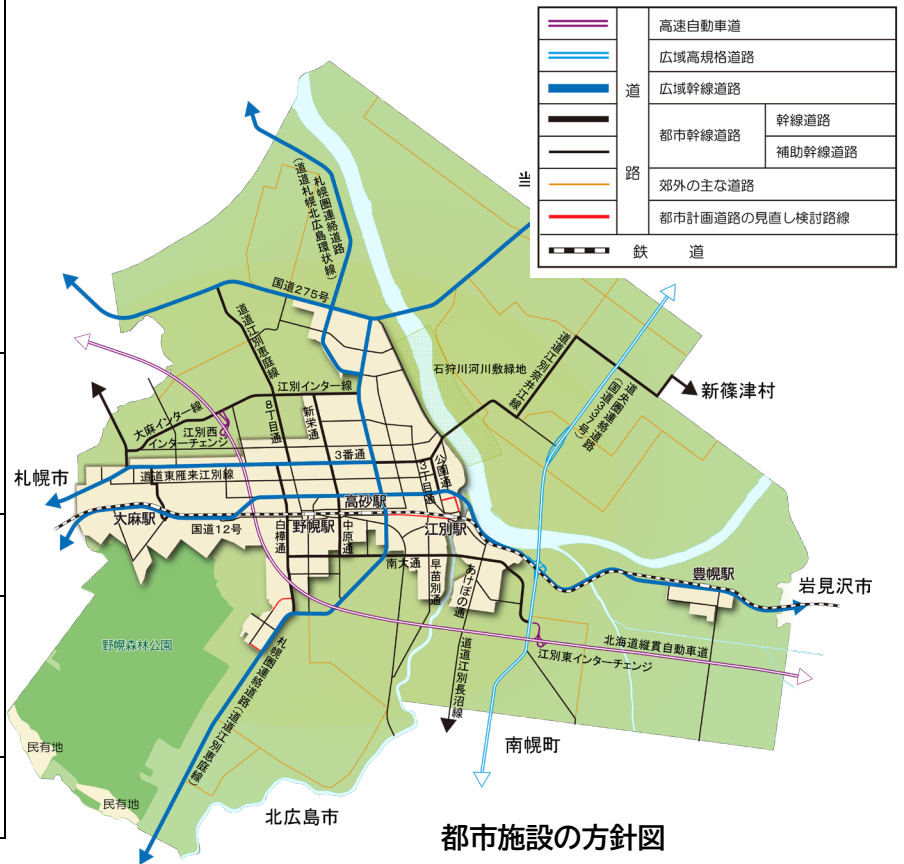 高速自動車道
広域高規格道路
広域幹線道路
道路
都市幹線道路
幹線道路
補助幹線道路
郊外の主な道路
都市計画道路の見直し検討路線
鉄 道
札幌圏連絡道路
(道道札幌北広島環状線)
国道275号
道道江別恵庭線
石狩川河川敷緑地
道道江別奈井江線
道央圏連絡道路
(国道337号)
新篠津村
江別インター線
大麻インター線
8丁目通
新栄通
江別西
インターチェンジ
3番通
3丁目通
公園通
札幌市
道道東雁来江別線
高砂駅
大麻駅
国道12号
野幌駅
江別駅
白樺通
中原通
南大通
早苗別通
あけぼの通
豊幌駅
岩見沢市
野幌森林公園
札幌圏連絡道路(道道江別恵庭線)
道道江別長沼線
北海道縦貫自動車道
江別東インターチェンジ
南幌町
民有地
民有地
北広島市
都市施設の方針図